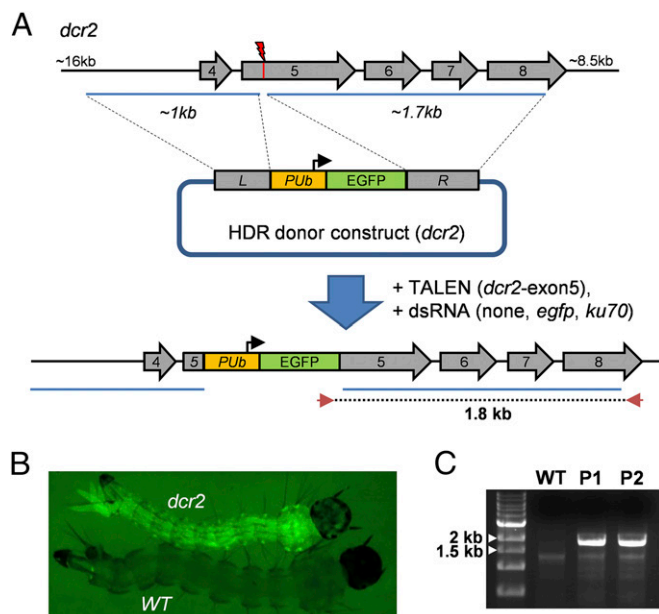 A
dcr2
~16kb
4
5
6
7
8
~8.5kb
~1kb
~1.7kb
L
PUb
EGFP
R
HDR donor construct (dcr2)
+ TALEN (dcr2-exon5),
+ dsRNA (none, egfp, ku70)
4
5
PUb
EGFP
5
6
7
8
1.8 kb
B
dcr2
WT
C
WT P1 P2
2 kb
1.5 kb